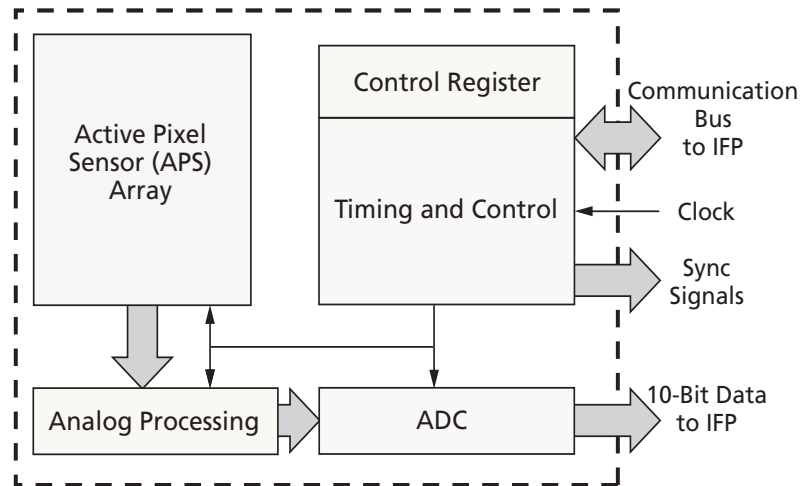 Active Pixel
Sensor (APS)
Array
Control Register
Timing and Control
Communication
Bus
to IFP
Clock
Sync
Signals
Analog Processing
ADC
10-Bit Data
to IFP